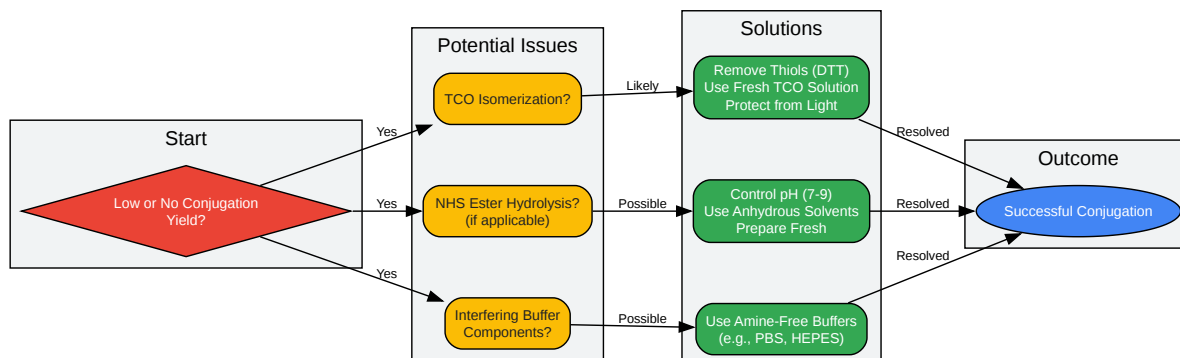 Start
Low or No Conjugation
Yield?
Yes
Yes
Yes
Potential Issues
TCO Isomerization?
NHS Ester Hydrolysis?
(if applicable)
Interfering Buffer
Components?
Likely
Possible
Possible
Solutions
Remove Thiols (DTT)
Use Fresh TCO Solution
Protect from Light
Control pH (7-9)
Use Anhydrous Solvents
Prepare Fresh
Use Amine-Free Buffers
(e.g., PBS, HEPES)
Resolved
Resolved
Resolved
Outcome
Successful Conjugation